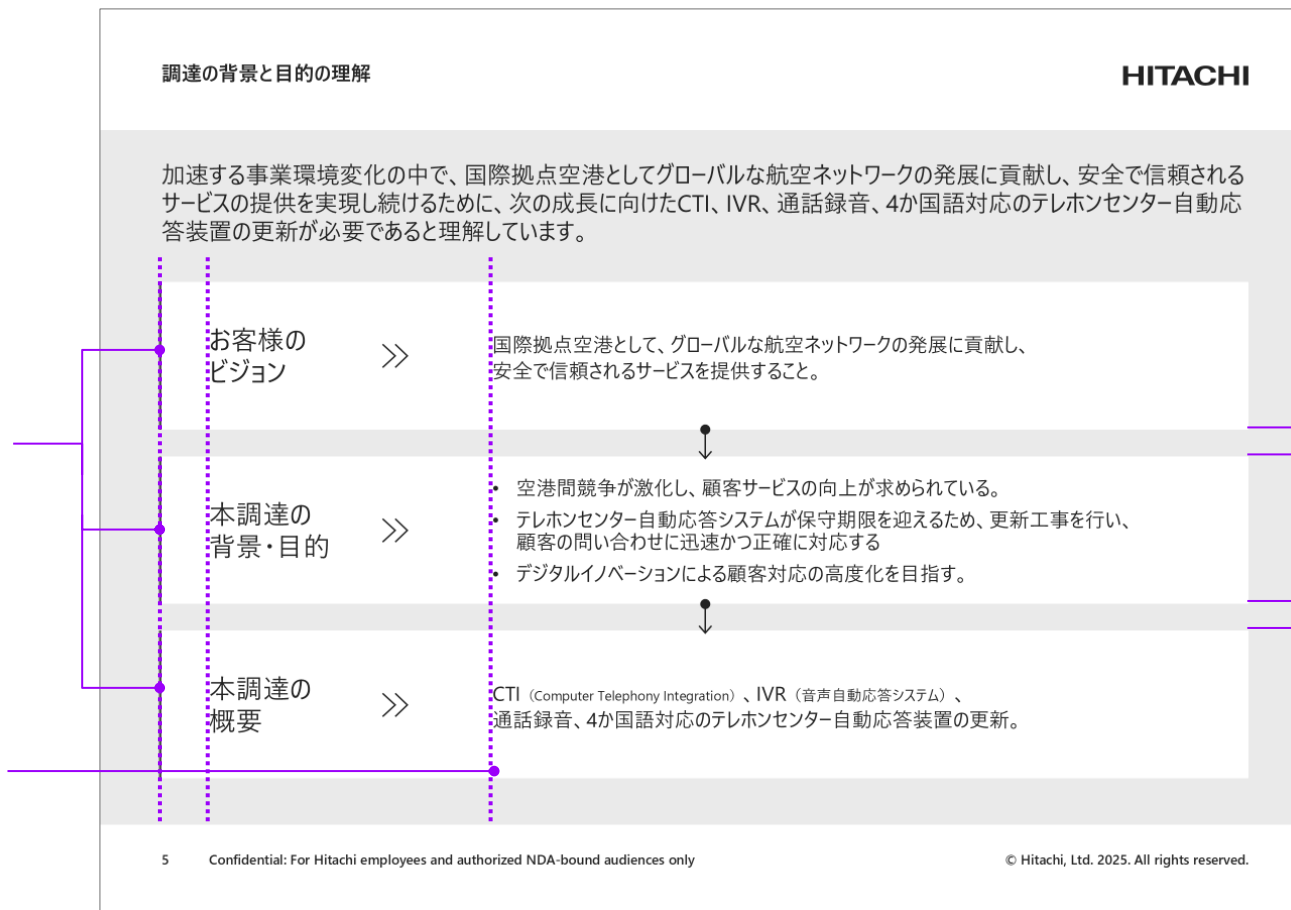 調達の背景と目的の理解
HITACHI
加速する事業環境変化の中で、国際拠点空港としてグローバルな航空ネットワークの発展に貢献し、安全で信頼される
サービスの提供を実現し続けるために、次の成長に向けたCTI、IVR、通話録音、4か国語対応のテレホンセンター自動応
答装置の更新が必要であると理解しています。
お客様の
ビジョン
国際拠点空港として、グローバルな航空ネットワークの発展に貢献し、
安全で信頼されるサービスを提供すること。
本調達の
背景・目的
• 空港間競争が激化し、顧客サービスの向上が求められている。
• テレホンセンター自動応答システムが保守期限を迎えるため、更新工事を行い、
顧客の問い合わせに迅速かつ正確に対応する
• デジタルイノベーションによる顧客対応の高度化を目指す。
本調達の
概要
CTI（Computer Telephony Integration）、IVR（音声自動応答システム）、
通話録音、4か国語対応のテレホンセンター自動応答装置の更新。
5 Confidential: For Hitachi employees and authorized NDA-bound audiences only
© Hitachi, Ltd. 2025. All rights reserved.